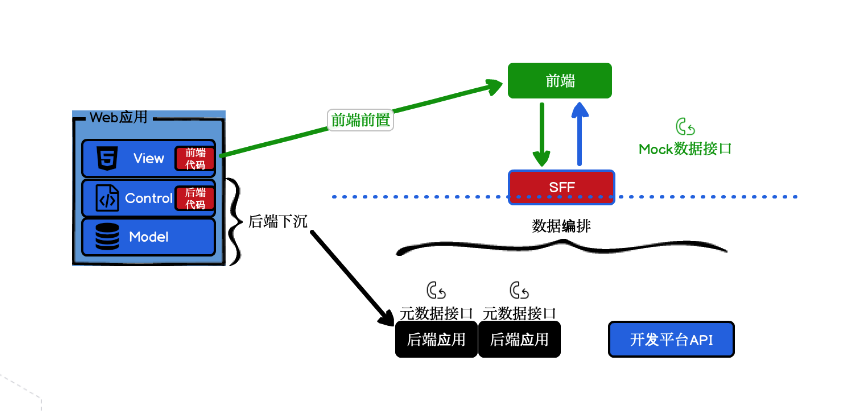 Web应用
View
前端
代码
Control
后端
代码
Model
前端前置
后端下沉
前端
Mock数据接口
SFF
数据编排
元数据接口
元数据接口
后端应用
后端应用
开发平台API